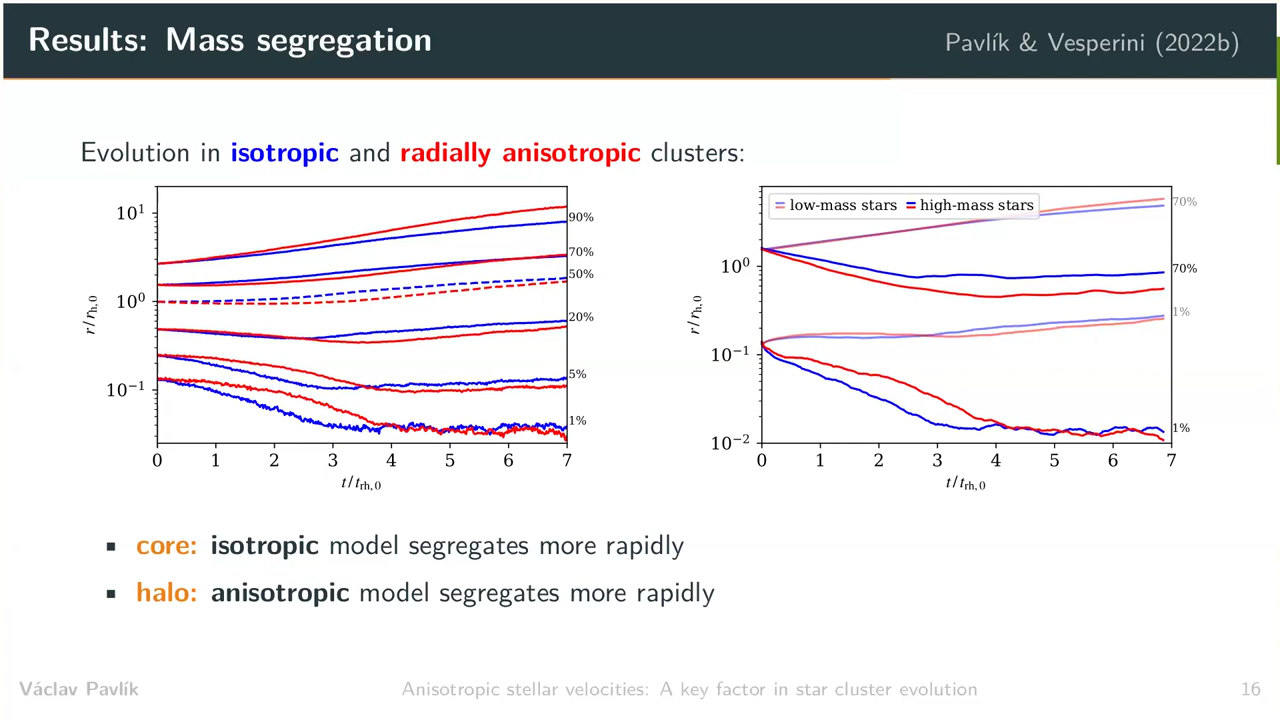 Results: Mass segregation
Pavlík & Vesperini (2022b)
Evolution in isotropic and radially anisotropic clusters:
10¹
10⁰
10⁻¹
r/r_h,0
90%
70%
50%
20%
5%
1%
0 1 2 3 4 5 6 7
t/t_rh,0
low-mass stars high-mass stars
10⁰
10⁻¹
10⁻²
r/r_h,0
70%
70%
1%
1%
0 1 2 3 4 5 6 7
t/t_rh,0
▪ core: isotropic model segregates more rapidly
▪ halo: anisotropic model segregates more rapidly
Václav Pavlík
Anisotropic stellar velocities: A key factor in star cluster evolution
16